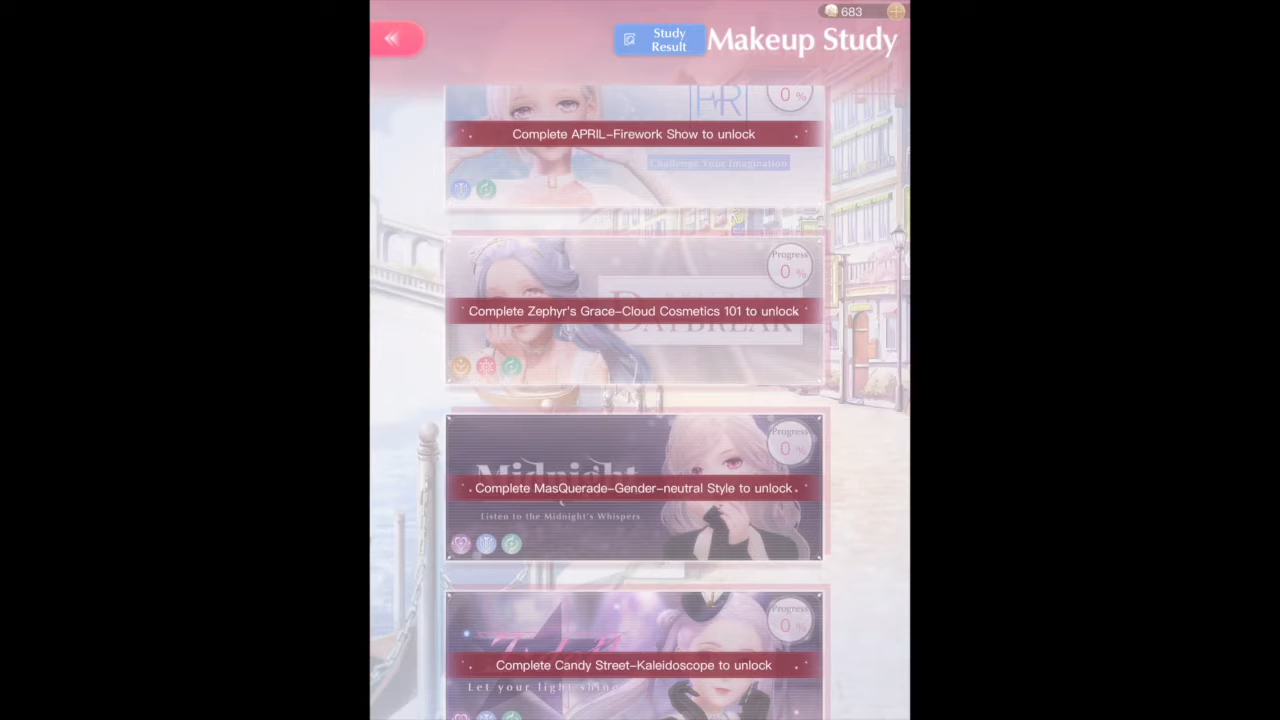 683
Study
Result
Makeup Study
0 %
Complete APRIL-Firework Show to unlock
Challenge Your Imagination
Progress
0 %
Complete Zephyr's Grace-Cloud Cosmetics 101 to unlock
DAYBREAK
Progress
0 %
Midnight
Complete MasQuerade-Gender-neutral Style to unlock
Listen to the Midnight's Whispers
Progress
0 %
Complete Candy Street-Kaleidoscope to unlock
Let your light shine